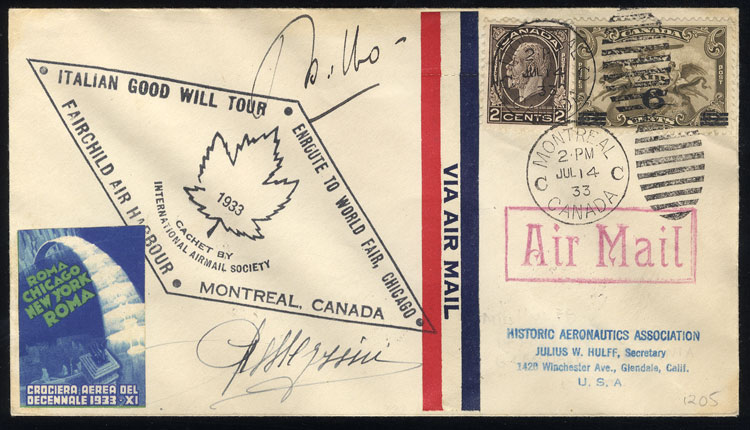 Balbo
ITALIAN GOOD WILL TOUR
ENROUTE TO WORLD FAIR, CHICAGO
FAIRCHILD AIR HARBOUR
MONTREAL, CANADA
1933
CACHET BY
INTERNATIONAL AIRMAIL SOCIETY
ROMA
CHICAGO
NEW YORK
ROMA
CROCIERA AEREA DEL
DECENNALE 1933·XI
VIA AIR MAIL
CANADA
2 CENTS 2
CANADA
POST
6
MONTREAL
2·PM
JUL 14
33
C C
CANADA
Air Mail
HISTORIC AERONAUTICS ASSOCIATION
JULIUS W. HULFF, Secretary
1420 Winchester Ave., Glendale, Calif.
U. S. A
1205